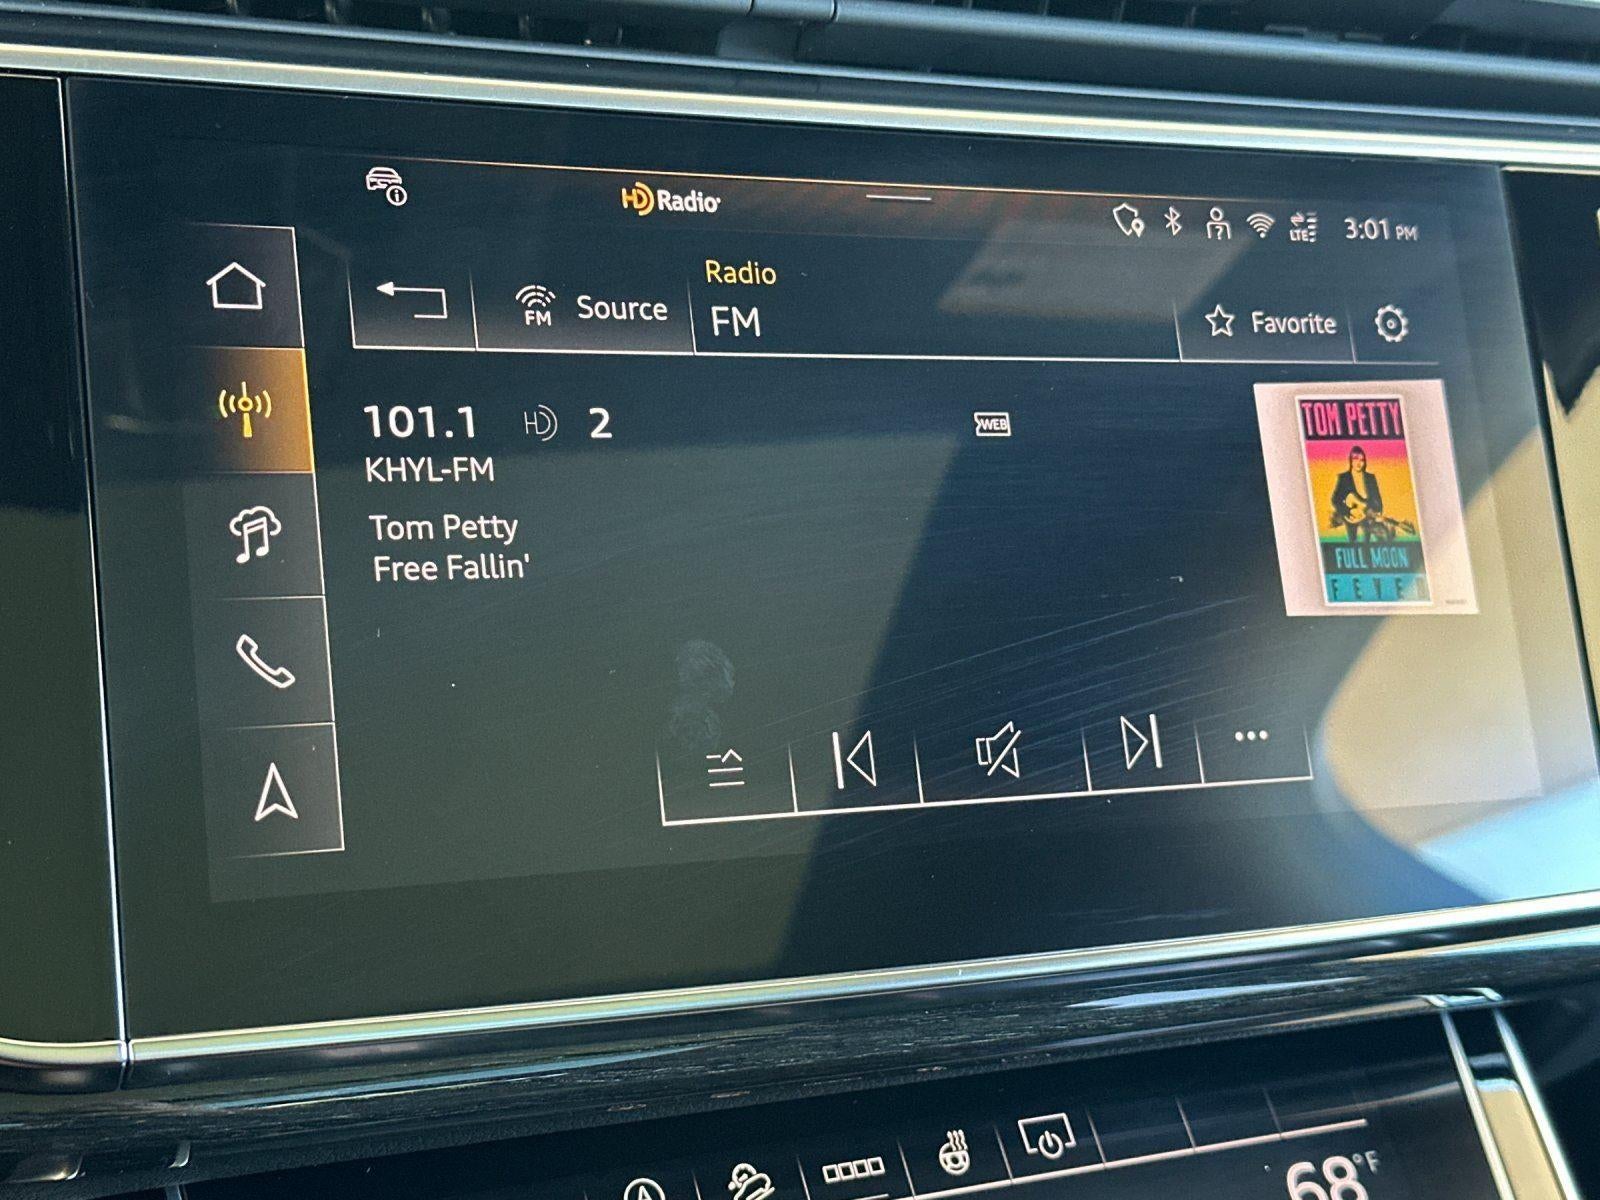 HD Radio
LTE 3:01 PM
Radio
FM
FM Source
Favorite
101.1 HD 2
WEB
KHYL-FM
Tom Petty
Free Fallin'
TOM PETTY
FULL MOON
FEVER
A
68°F